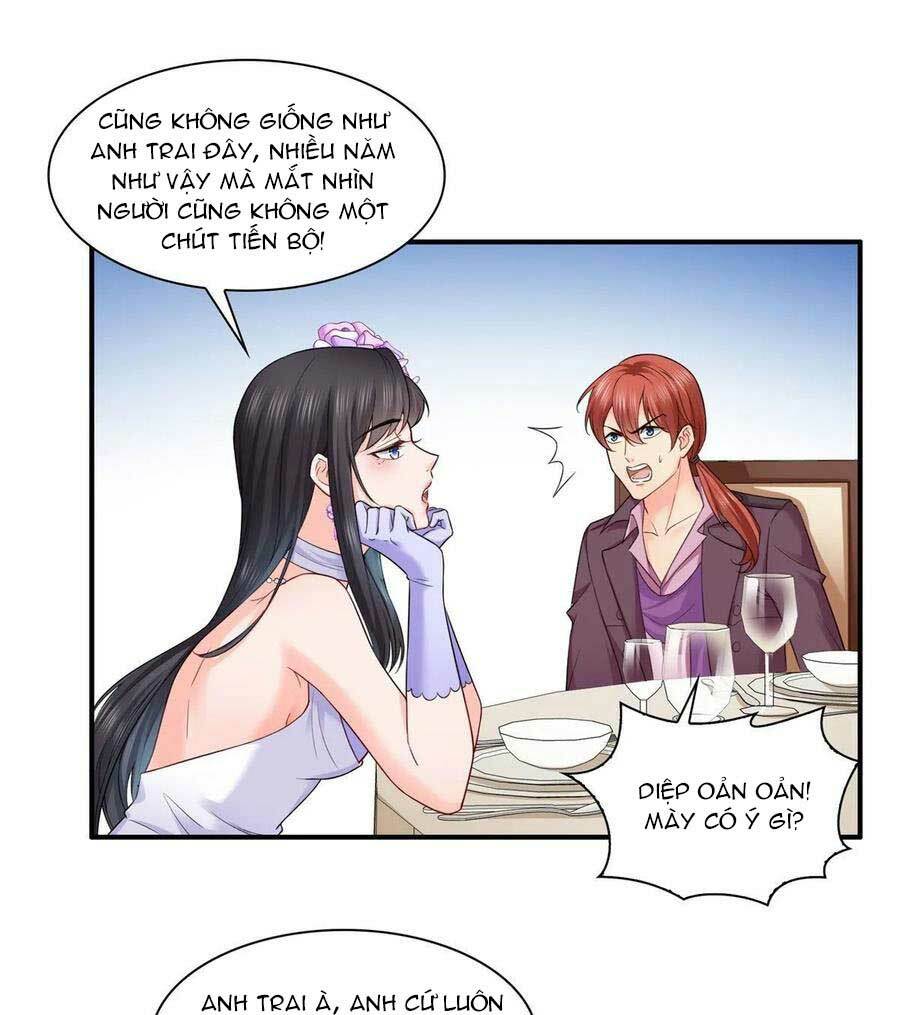 CŨNG KHÔNG GIỐNG NHƯ
ANH TRAI ĐÂY, NHIỀU NĂM
NHƯ VẬY MÀ MẮT NHÌN
NGƯỜI CŨNG KHÔNG MỘT
CHÚT TIẾN BỘ!
DIỆP OẢN OẢN!
MÀY CÓ Ý GÌ?
ANH TRAI À, ANH CỨ LUÔN